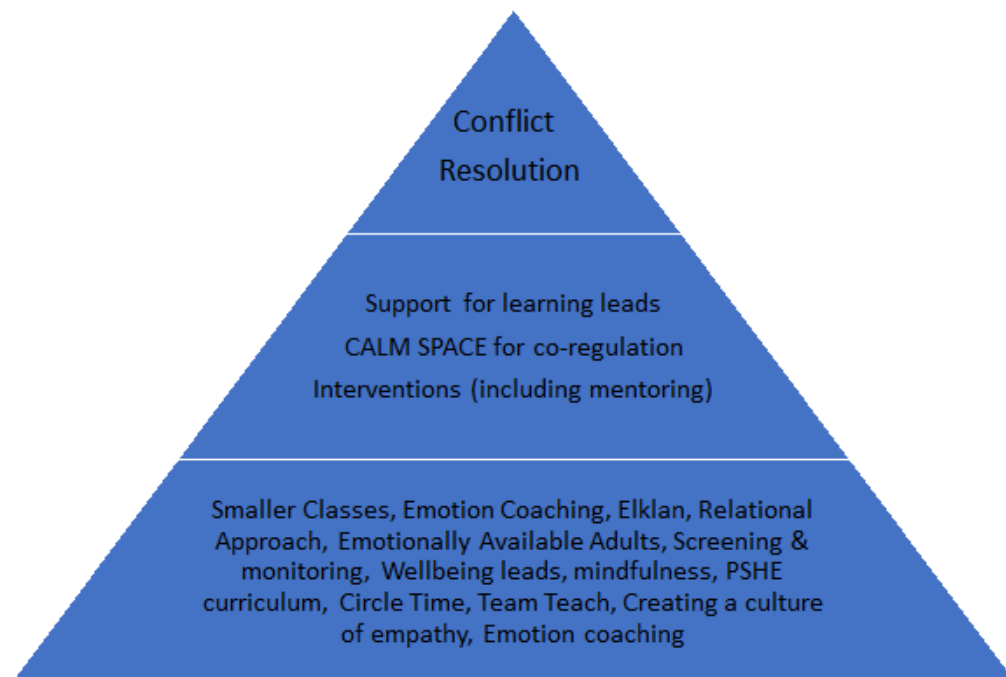 Conflict
Resolution
Support for learning leads
CALM SPACE for co-regulation
Interventions (including mentoring)
Smaller Classes, Emotion Coaching, Elklan, Relational
Approach, Emotionally Available Adults, Screening &
monitoring, Wellbeing leads, mindfulness, PSHE
curriculum, Circle Time, Team Teach, Creating a culture
of empathy, Emotion coaching